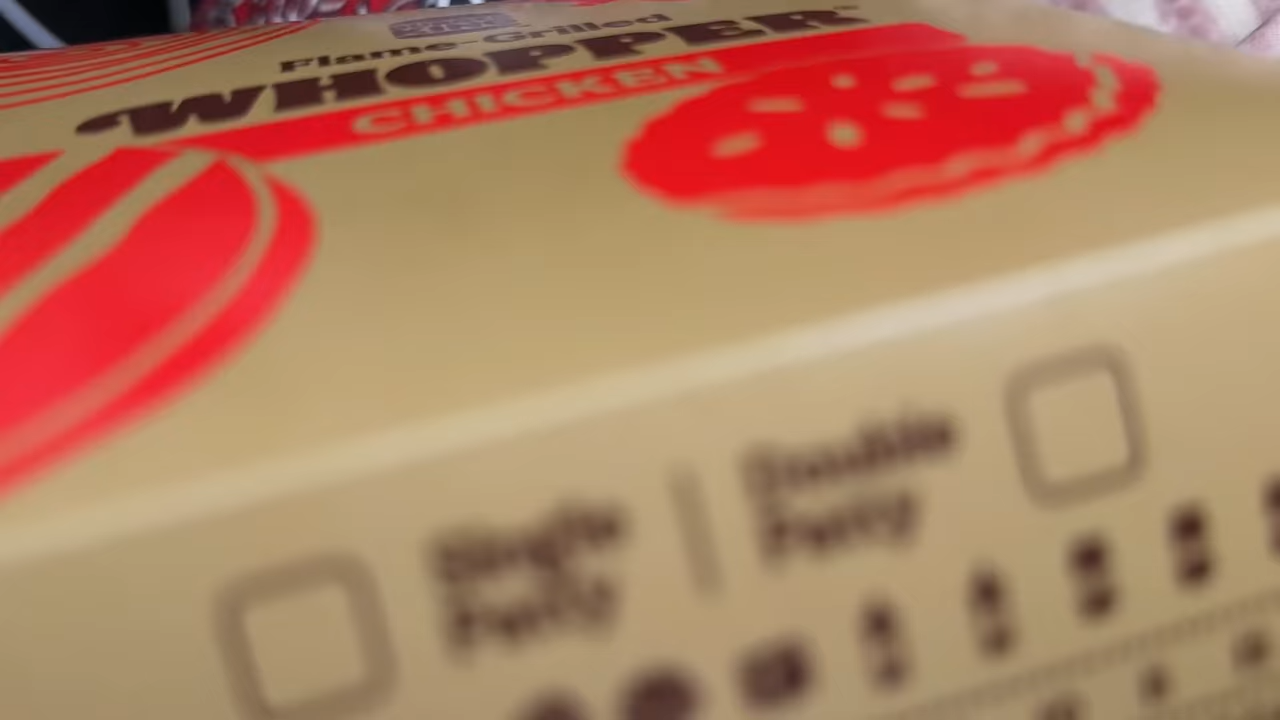 Flame-Grilled
WHOPPER
CHICKEN
Single
Patty
Double
Patty